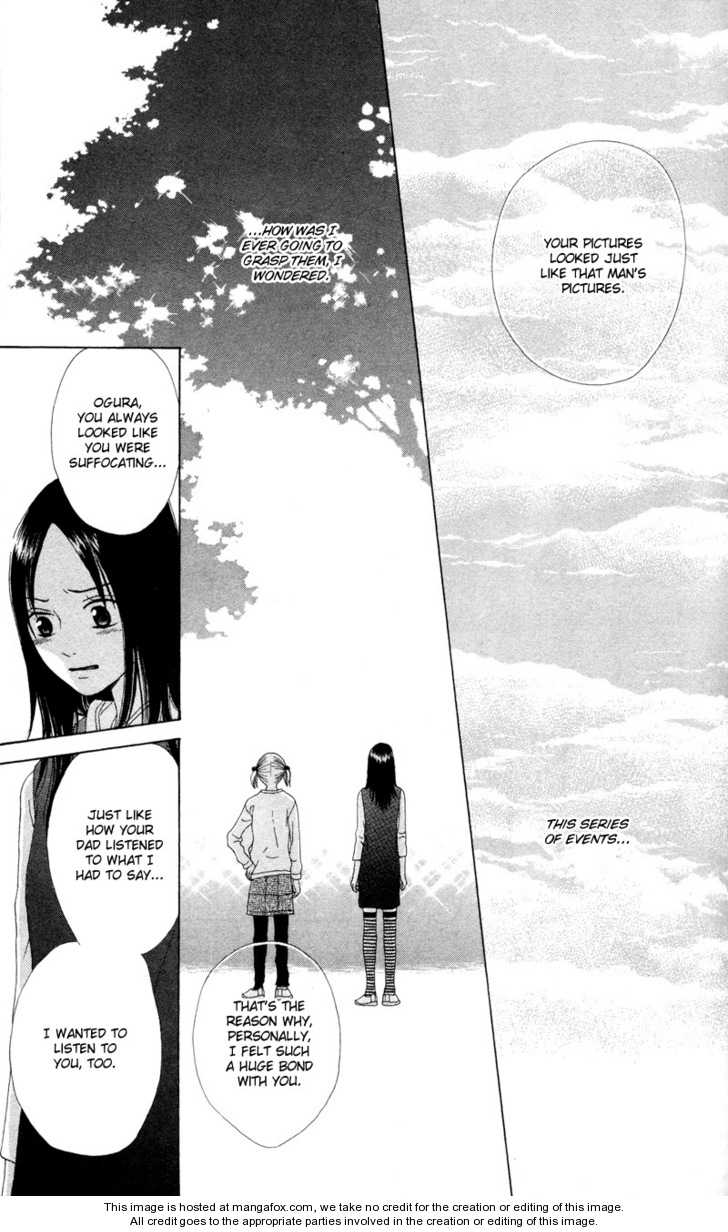 YOUR PICTURES
LOOKED JUST
LIKE THAT MAN'S
PICTURES.
THIS SERIES
OF EVENTS...
...HOW WAS I
EVER GOING TO
GRASP THEM, I
WONDERED.
THAT'S THE
REASON WHY,
PERSONALLY,
I FELT SUCH
A HUGE BOND
WITH YOU.
OGURA,
YOU ALWAYS
LOOKED LIKE
YOU WERE
SUFFOCATING...
JUST LIKE
HOW YOUR
DAD LISTENED
TO WHAT I
HAD TO SAY...
I WANTED TO
LISTEN TO
YOU, TOO.
This image is hosted at mangafox.com, we take no credit for the creation or editing of this image.
All credit goes to the appropriate parties involved in the creation or editing of this image.